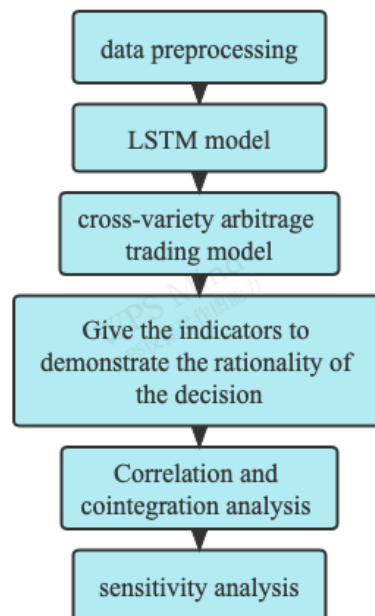 data preprocessing
LSTM model
cross-variety arbitrage
trading model
Give the indicators to
demonstrate the rationality of
the decision
Correlation and
cointegration analysis
sensitivity analysis